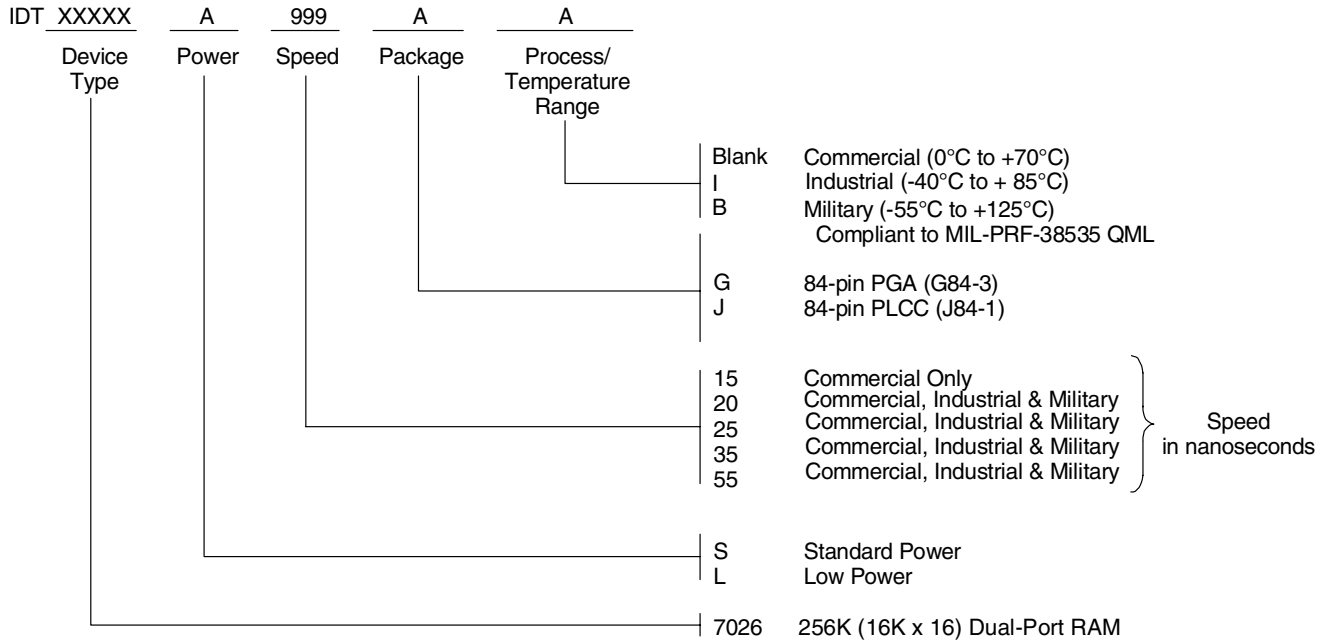 IDT XXXXX A 999 A A
Device Type Power Speed Package Process/ Temperature Range
Blank Commercial (0°C to +70°C)
I Industrial (-40°C to + 85°C)
B Military (-55°C to +125°C)
Compliant to MIL-PRF-38535 QML
G 84-pin PGA (G84-3)
J 84-pin PLCC (J84-1)
15 Commercial Only
20 Commercial, Industrial & Military
25 Commercial, Industrial & Military
35 Commercial, Industrial & Military
55 Commercial, Industrial & Military
Speed
in nanoseconds
S Standard Power
L Low Power
7026 256K (16K x 16) Dual-Port RAM